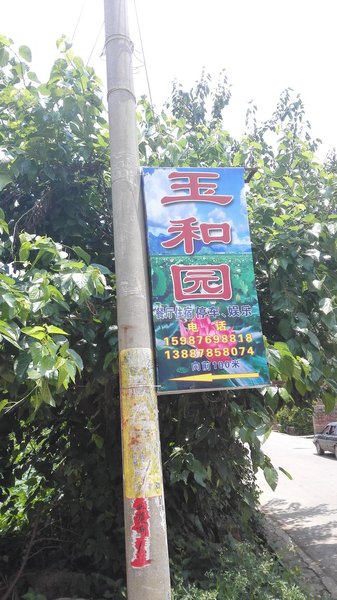 玉和园
餐厅住宿 停车、娱乐
电 话
15987698818
13887858074
向前100米